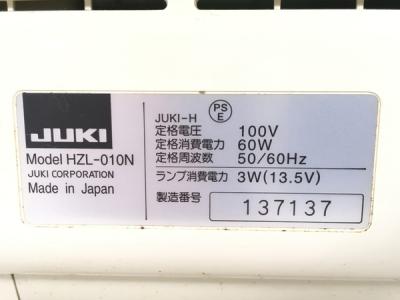 JUKI
Model HZL-010N
JUKI CORPORATION
Made in Japan
JUKI-H
PS
E
定格電圧 100V
定格消費電力 60W
定格周波数 50/60Hz
ランプ消費電力 3W(13.5V)
製造番号 137137